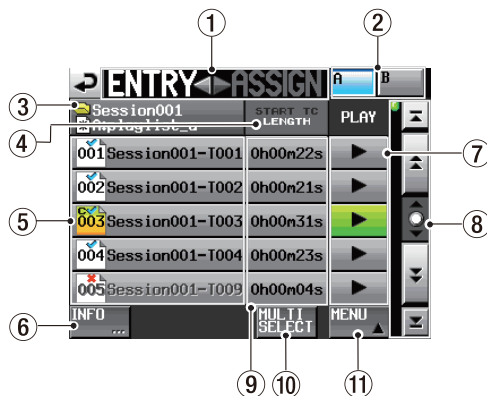 ① ②
ENTRY ASSIGN A B
③ Session001 START TC PLAY
④ Awplaylist_a LENGTH
001 Session001-T001 0h00m22s ⑦
002 Session001-T002 0h00m21s
⑤ 003 Session001-T003 0h00m31s ⑧
004 Session001-T004 0h00m23s
005 Session001-T009 0h00m04s
⑥ INFO ... MULTI SELECT MENU
⑨ ⑩ ⑪